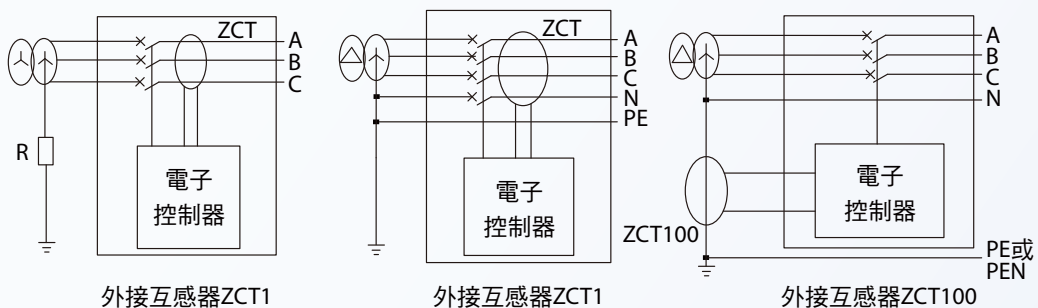 ZCT
A
B
C
R
電子
控制器
外接互感器ZCT1
ZCT
A
B
C
N
PE
電子
控制器
外接互感器ZCT1
A
B
C
N
電子
控制器
ZCT100
PE或
PEN
外接互感器ZCT100